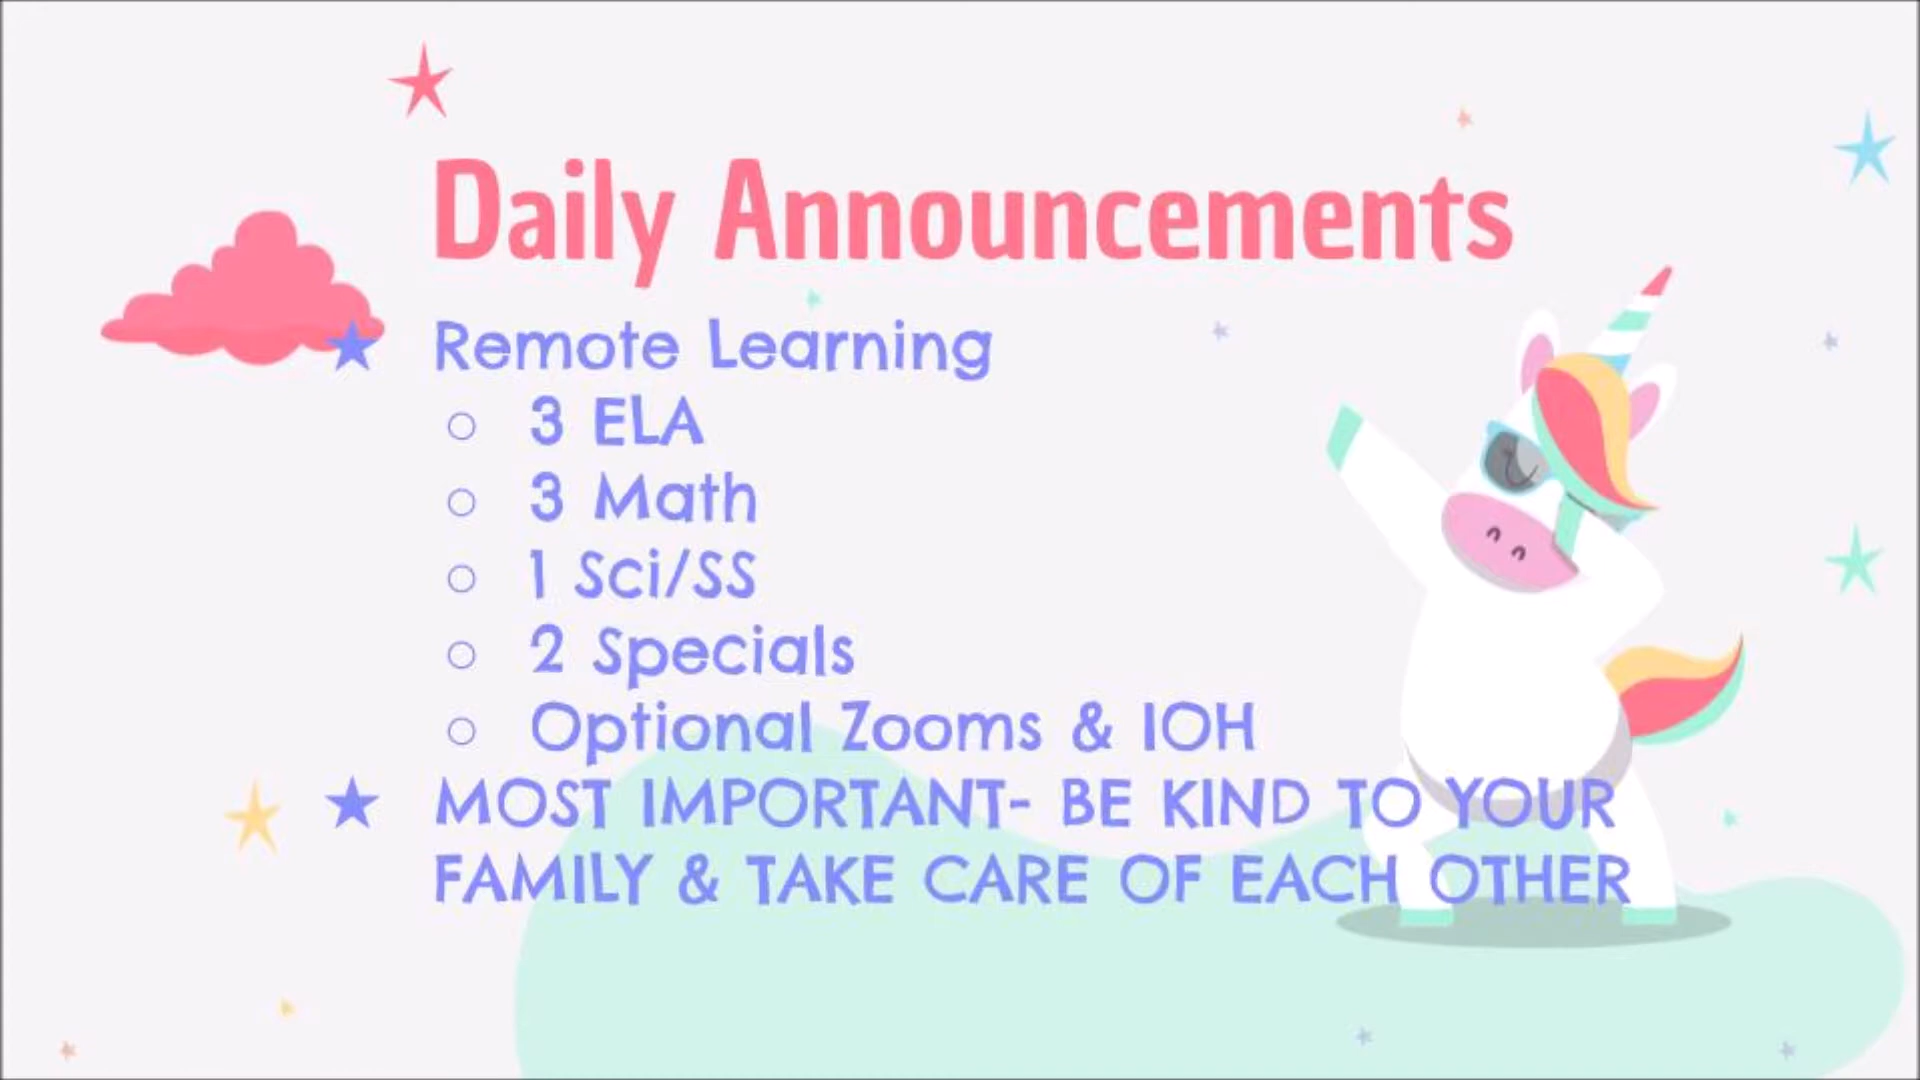 Daily Announcements
★ Remote Learning
○ 3 ELA
○ 3 Math
○ 1 Sci/SS
○ 2 Specials
○ Optional Zooms & IOH
★ MOST IMPORTANT- BE KIND TO YOUR
FAMILY & TAKE CARE OF EACH OTHER